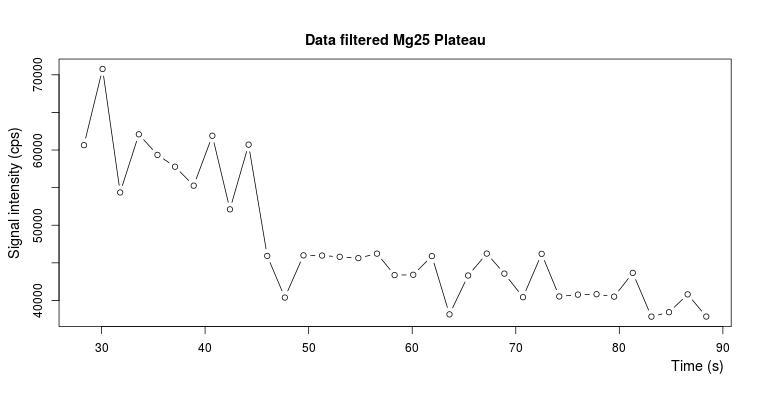 Data filtered Mg25 Plateau
Signal intensity (cps)
70000
60000
50000
40000
30 40 50 60 70 80 90
Time (s)